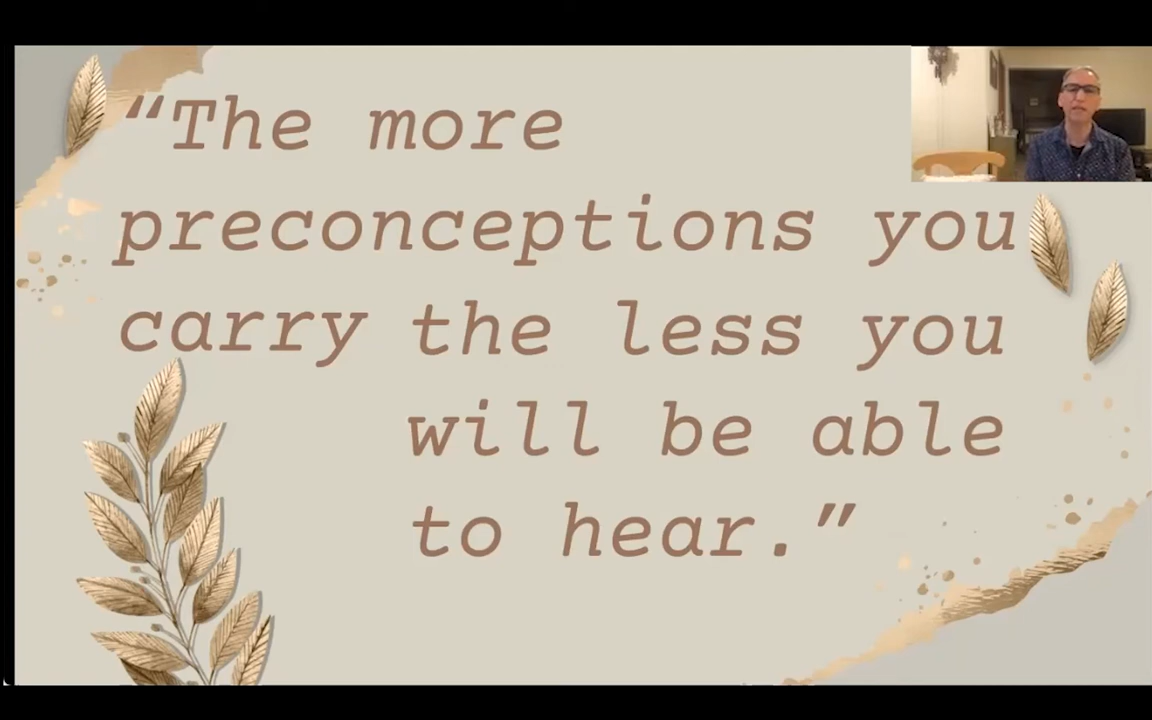 “The more
preconceptions you
carry the less you
will be able
to hear.”